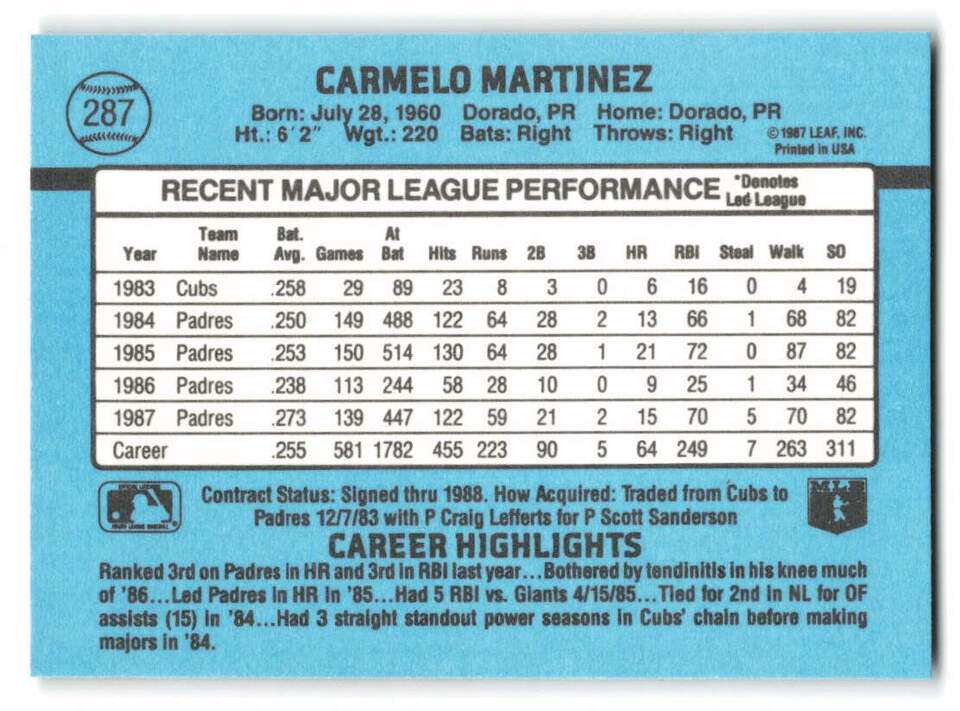 287
CARMELO MARTINEZ
Born: July 28, 1960 Dorado, PR Home: Dorado, PR
Ht.: 6' 2" Wgt.: 220 Bats: Right Throws: Right
©1987 LEAF, INC.
Printed in USA
RECENT MAJOR LEAGUE PERFORMANCE *Denotes Led League
Year Team Name Bat. Avg. Games At Bat Hits Runs 2B 3B HR RBI Steal Walk SO
1983 Cubs .258 29 89 23 8 3 0 6 16 0 4 19
1984 Padres .250 149 488 122 64 28 2 13 66 1 68 82
1985 Padres .253 150 514 130 64 28 1 21 72 0 87 82
1986 Padres .238 113 244 58 28 10 0 9 25 1 34 46
1987 Padres .273 139 447 122 59 21 2 15 70 5 70 82
Career .255 581 1782 455 223 90 5 64 249 7 263 311
Contract Status: Signed thru 1988. How Acquired: Traded from Cubs to
Padres 12/7/83 with P Craig Lefferts for P Scott Sanderson
MLB
CAREER HIGHLIGHTS
Ranked 3rd on Padres in HR and 3rd in RBI last year...Bothered by tendinitis in his knee much
of '86...Led Padres in HR in '85...Had 5 RBI vs. Giants 4/15/85...Tied for 2nd in NL for OF
assists (15) in '84...Had 3 straight standout power seasons in Cubs' chain before making
majors in '84.